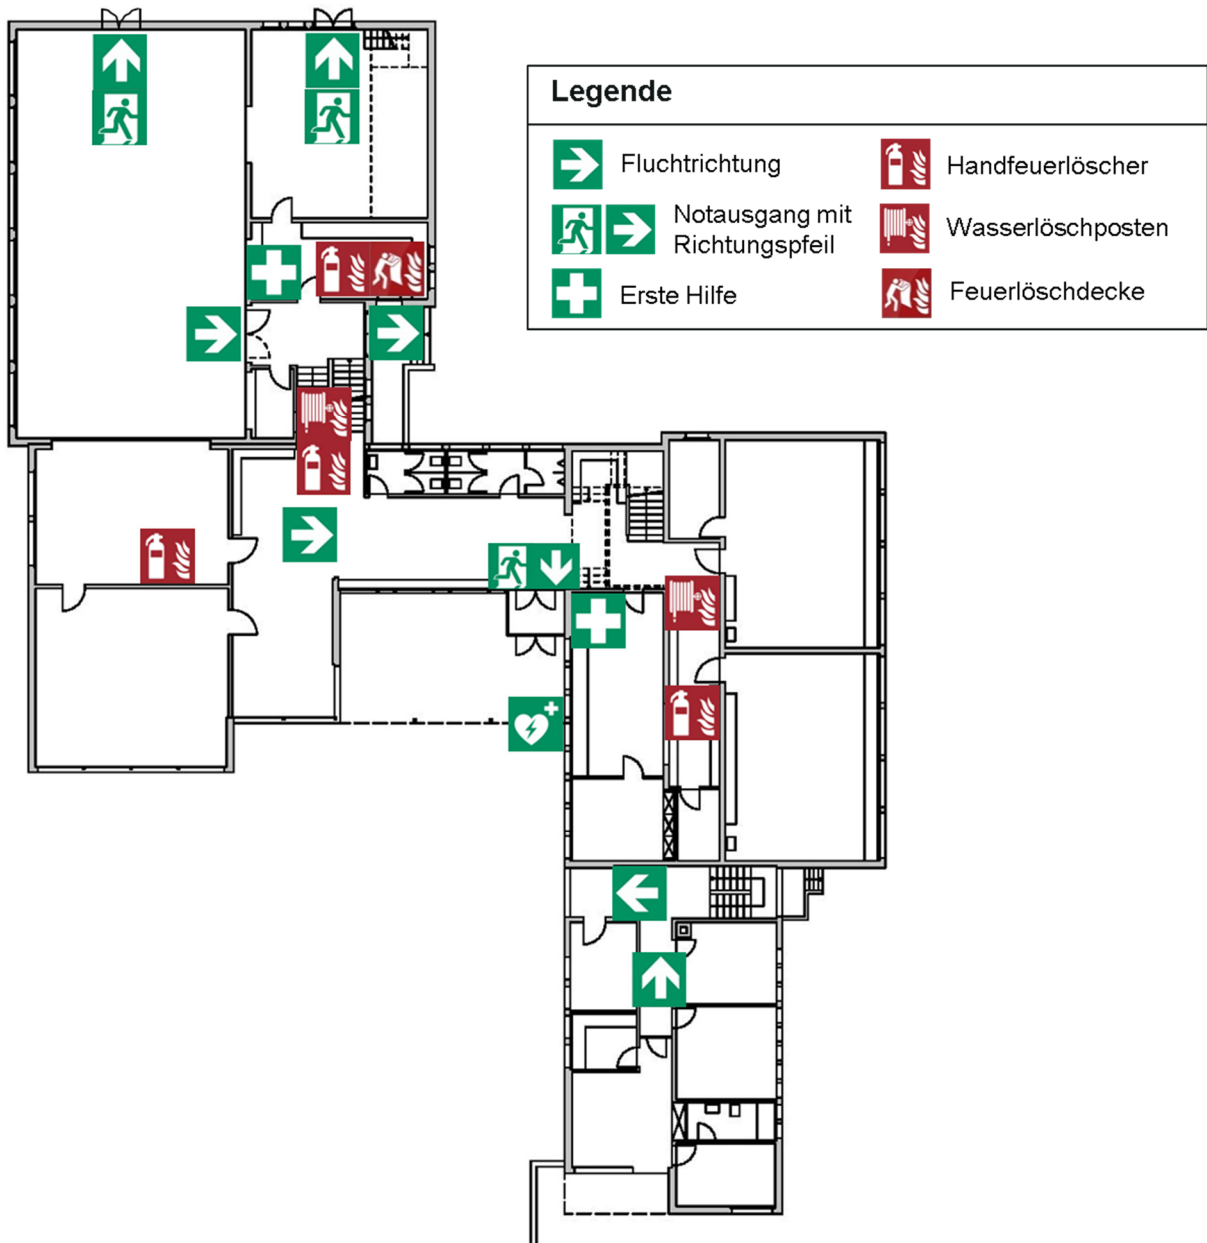 Legende
Fluchtrichtung
Handfeuerlöscher
Notausgang mit
Richtungspfeil
Wasserlöschposten
Erste Hilfe
Feuerlöschdecke